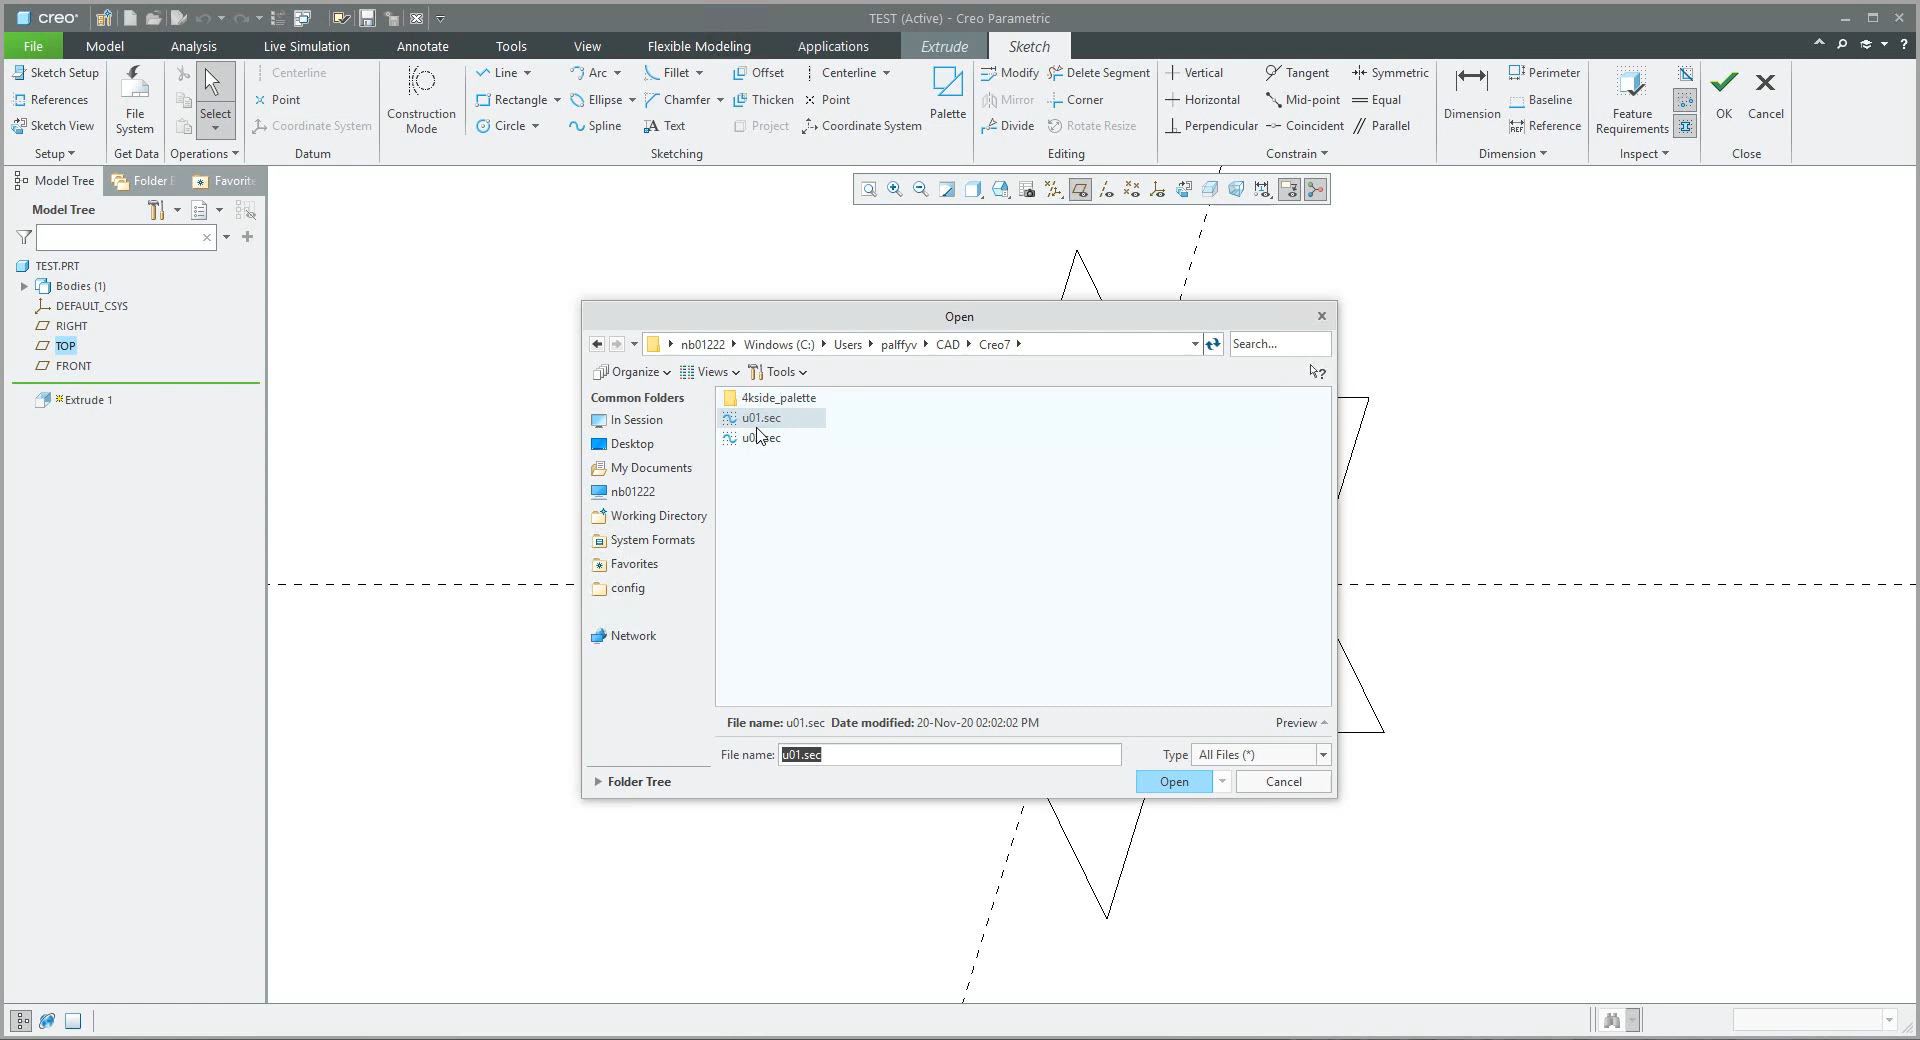 creo®
TEST (Active) - Creo Parametric
File Model Analysis Live Simulation Annotate Tools View Flexible Modeling Applications Extrude Sketch
Sketch Setup
References
Sketch View
Setup
File System
Get Data
Select
Operations
Centerline
Point
Coordinate System
Datum
Construction Mode
Line Arc Fillet Offset Centerline
Rectangle Ellipse Chamfer Thicken Point
Circle Spline Text Project Coordinate System
Palette
Sketching
Modify Delete Segment
Mirror Corner
Divide Rotate Resize
Editing
Vertical Tangent Symmetric
Horizontal Mid-point Equal
Perpendicular Coincident Parallel
Constrain
Dimension
Perimeter
Baseline
Reference
Dimension
Feature Requirements
Inspect
OK
Cancel
Close
Model Tree Folder Favorite
Model Tree
TEST.PRT
Bodies (1)
DEFAULT_CSYS
RIGHT
TOP
FRONT
Extrude 1
Open
nb01222 Windows (C:) Users palffyv CAD Creo7
Search...
Organize Views Tools
Common Folders
In Session
Desktop
My Documents
nb01222
Working Directory
System Formats
Favorites
config
Network
Folder Tree
4kside_palette
u01.sec
File name: u01.sec Date modified: 20-Nov-20 02:02:02 PM
Preview
File name: u01.sec
Type All Files (*)
Open Cancel